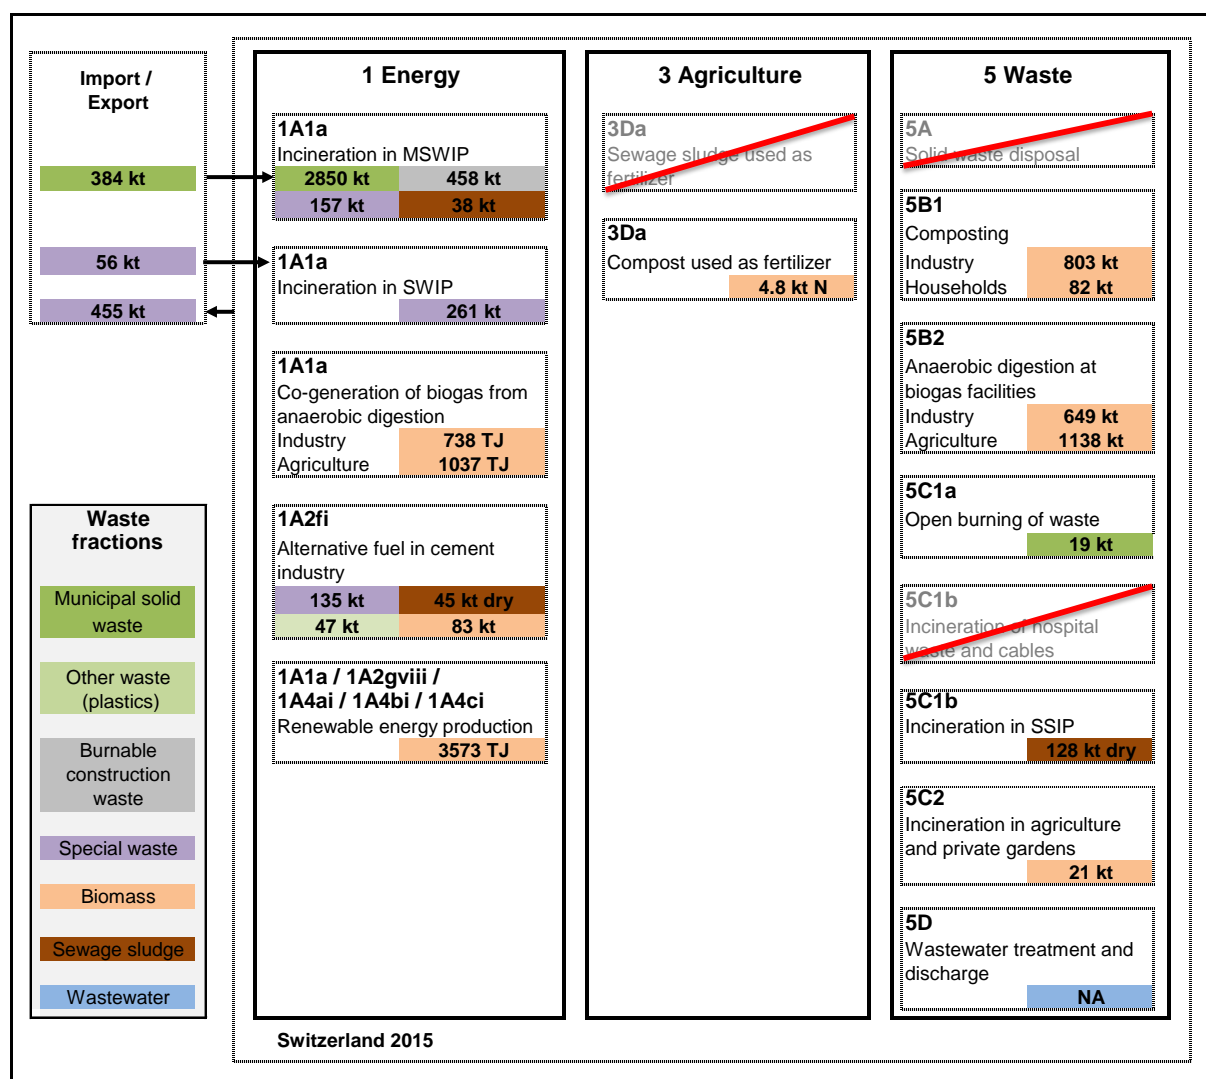 Import /
Export
384 kt
56 kt
455 kt
Waste
fractions
Municipal solid
waste
Other waste
(plastics)
Burnable
construction
waste
Special waste
Biomass
Sewage sludge
Wastewater
1 Energy
1A1a
Incineration in MSWIP
2850 kt 458 kt
157 kt 38 kt
1A1a
Incineration in SWIP
261 kt
1A1a
Co-generation of biogas from
anaerobic digestion
Industry 738 TJ
Agriculture 1037 TJ
1A2fi
Alternative fuel in cement
industry
135 kt 45 kt dry
47 kt 83 kt
1A1a / 1A2gviii /
1A4ai / 1A4bi / 1A4ci
Renewable energy production
3573 TJ
3 Agriculture
3Da
Sewage sludge used as
fertilizer
3Da
Compost used as fertilizer
4.8 kt N
5 Waste
5A
Solid waste disposal
5B1
Composting
Industry 803 kt
Households 82 kt
5B2
Anaerobic digestion at
biogas facilities
Industry 649 kt
Agriculture 1138 kt
5C1a
Open burning of waste
19 kt
5C1b
Incineration of hospital
waste and cables
5C1b
Incineration in SSIP
128 kt dry
5C2
Incineration in agriculture
and private gardens
21 kt
5D
Wastewater treatment and
discharge
NA
Switzerland 2015